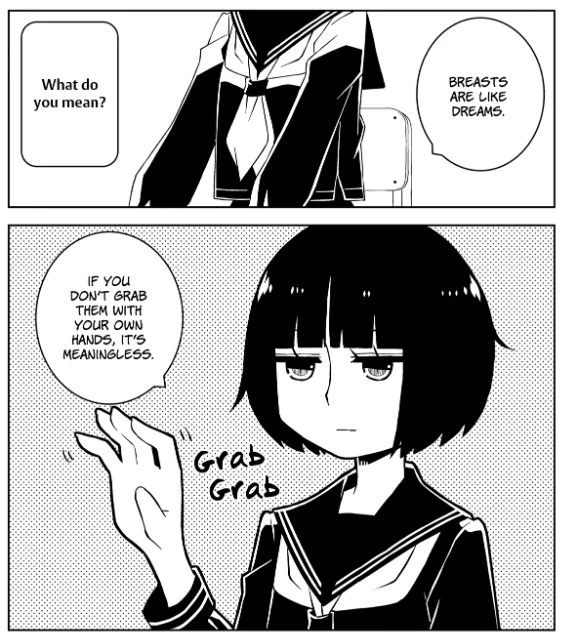 BREASTS
ARE LIKE
DREAMS.
What do
you mean?
IF YOU
DON'T GRAB
THEM WITH
YOUR OWN
HANDS, IT'S
MEANINGLESS.
Grab
Grab